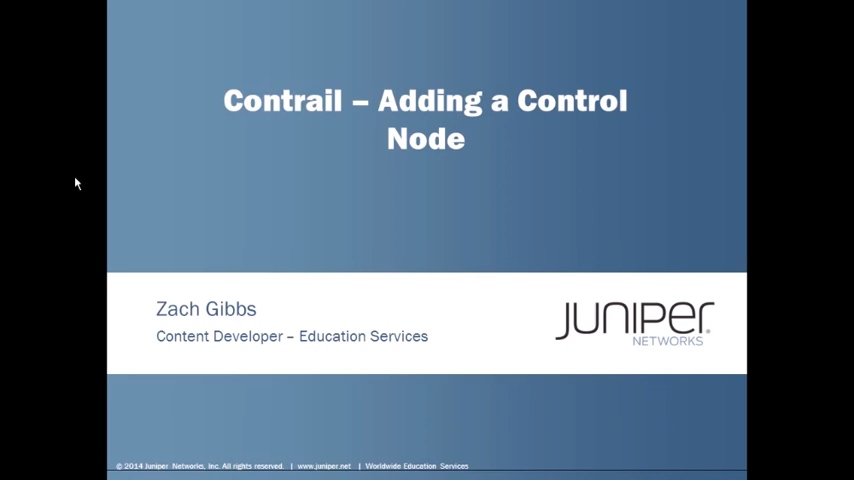 Contrail – Adding a Control
Node
Zach Gibbs
Content Developer – Education Services
JUNIPEr
NETWORKS
© 2014 Juniper Networks, Inc. All rights reserved. | www.juniper.net | Worldwide Education Services